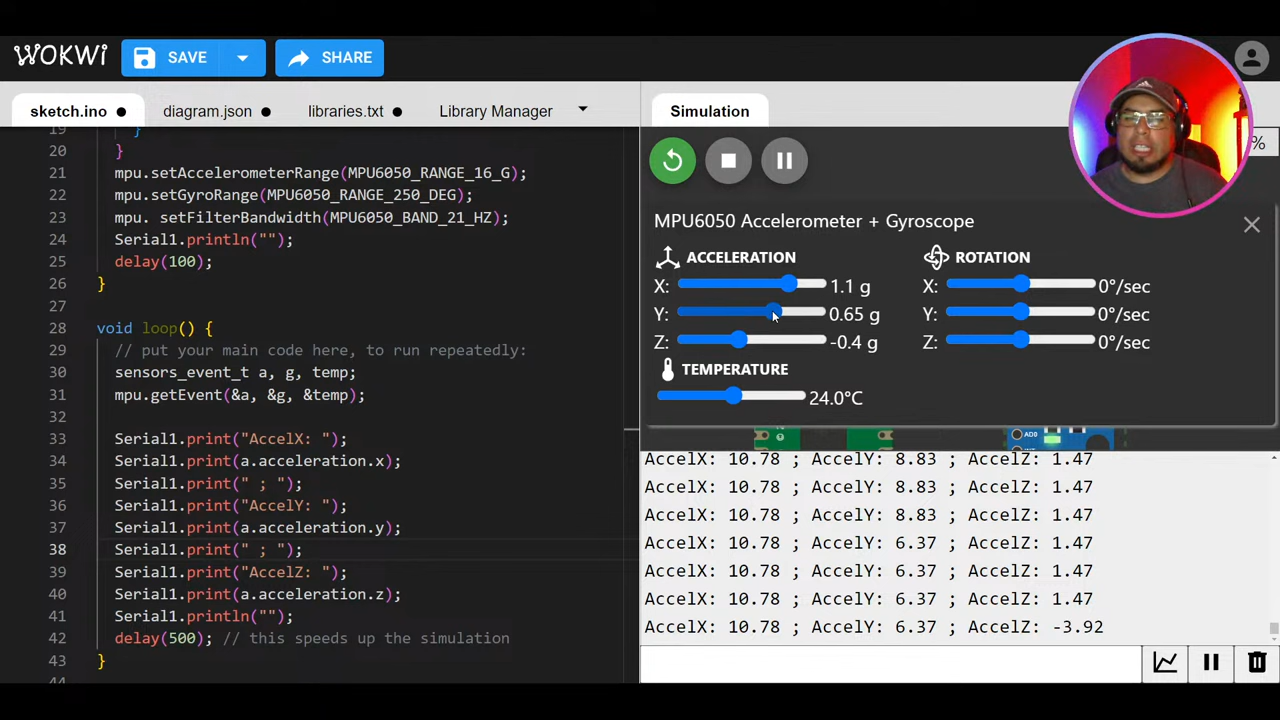 WOKWI
SAVE
SHARE
sketch.ino
diagram.json
libraries.txt
Library Manager
Simulation
%
19 }
20 }
21 mpu.setAccelerometerRange(MPU6050_RANGE_16_G);
22 mpu.setGyroRange(MPU6050_RANGE_250_DEG);
23 mpu. setFilterBandwidth(MPU6050_BAND_21_HZ);
24 Serial1.println("");
25 delay(100);
26 }
27
28 void loop() {
29 // put your main code here, to run repeatedly:
30 sensors_event_t a, g, temp;
31 mpu.getEvent(&a, &g, &temp);
32
33 Serial1.print("AccelX: ");
34 Serial1.print(a.acceleration.x);
35 Serial1.print(" ; ");
36 Serial1.print("AccelY: ");
37 Serial1.print(a.acceleration.y);
38 Serial1.print(" ; ");
39 Serial1.print("AccelZ: ");
40 Serial1.print(a.acceleration.z);
41 Serial1.println("");
42 delay(500); // this speeds up the simulation
43 }
44
MPU6050 Accelerometer + Gyroscope
ACCELERATION
X: 1.1 g
Y: 0.65 g
Z: -0.4 g
ROTATION
X: 0°/sec
Y: 0°/sec
Z: 0°/sec
TEMPERATURE
24.0°C
AD0
AccelX: 10.78 ; AccelY: 8.83 ; AccelZ: 1.47
AccelX: 10.78 ; AccelY: 8.83 ; AccelZ: 1.47
AccelX: 10.78 ; AccelY: 8.83 ; AccelZ: 1.47
AccelX: 10.78 ; AccelY: 6.37 ; AccelZ: 1.47
AccelX: 10.78 ; AccelY: 6.37 ; AccelZ: 1.47
AccelX: 10.78 ; AccelY: 6.37 ; AccelZ: 1.47
AccelX: 10.78 ; AccelY: 6.37 ; AccelZ: -3.92